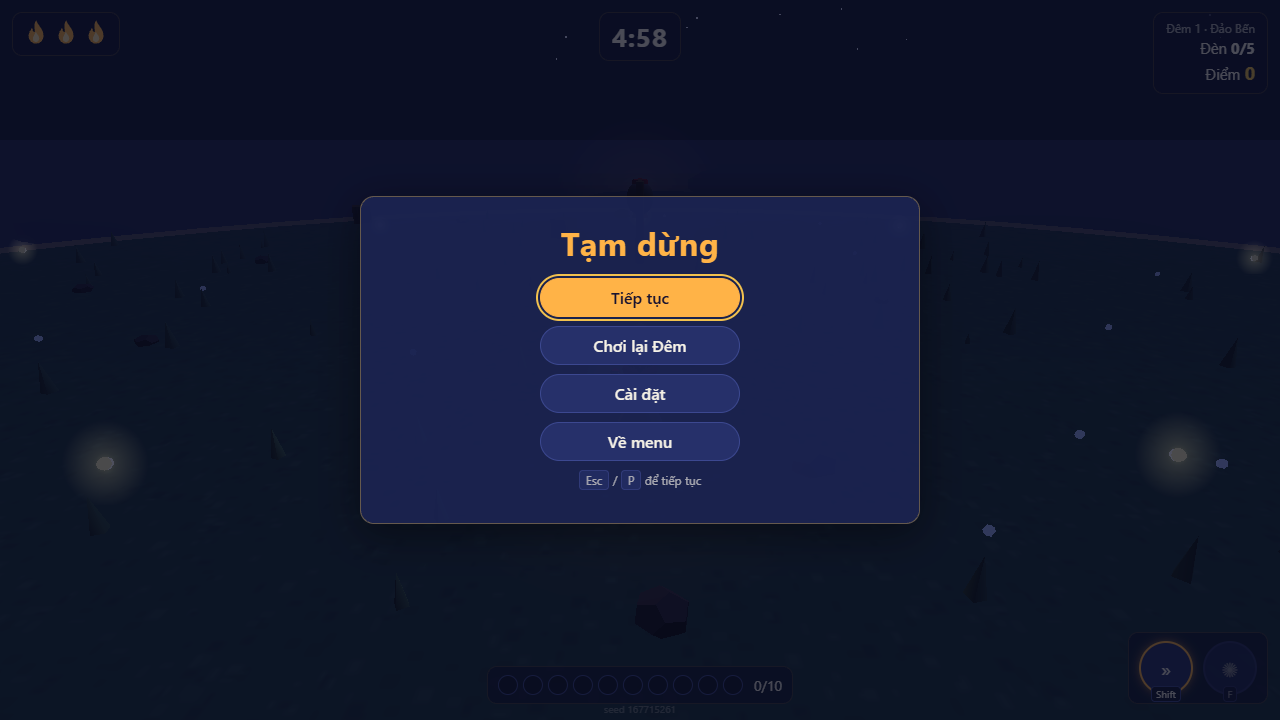 4:58
Đêm 1 · Đảo Bến
Đèn 0/5
Điểm 0
Tạm dừng
Tiếp tục
Chơi lại Đêm
Cài đặt
Về menu
Esc / P để tiếp tục
» 
Shift
F
0/10
seed 167715261